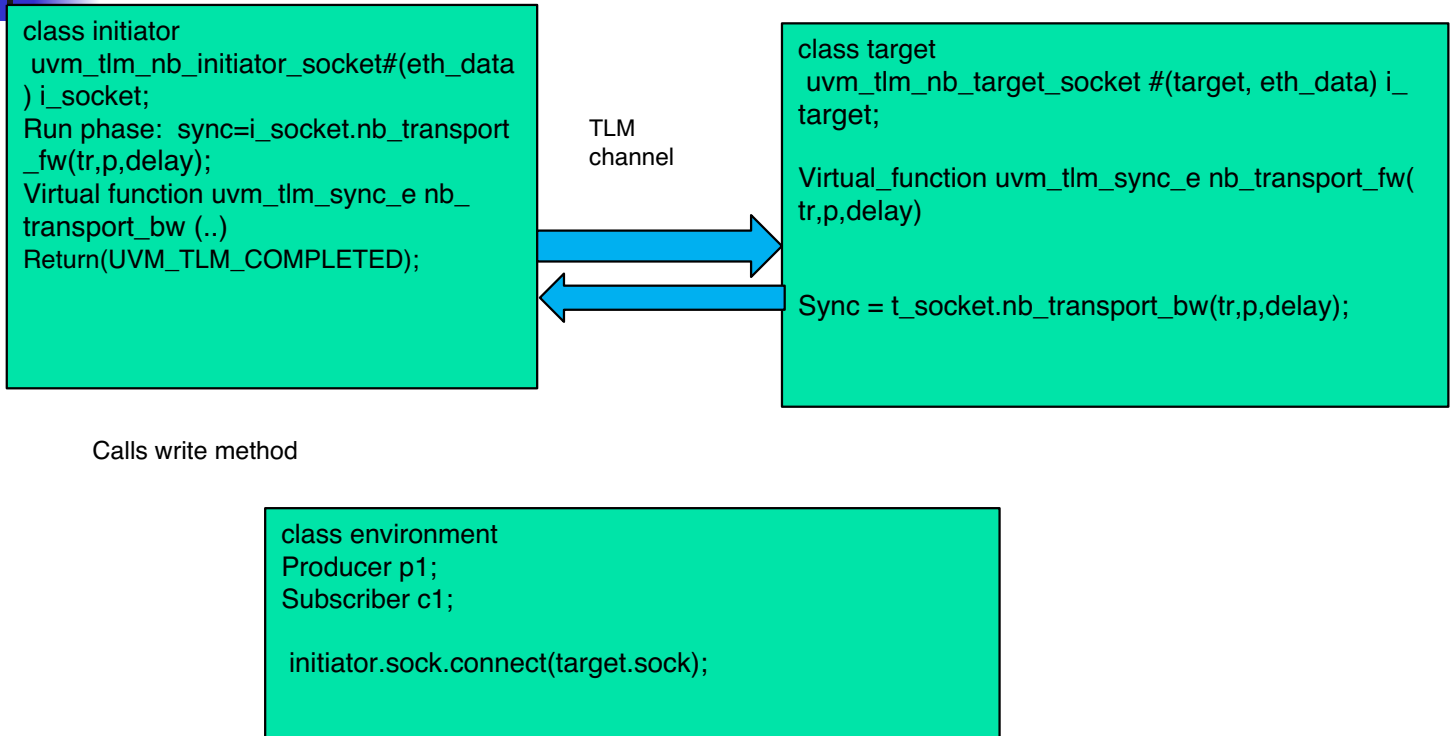 class initiator
uvm_tlm_nb_initiator_socket#(eth_data
) i_socket;
Run phase: sync=i_socket.nb_transport
_fw(tr,p,delay);
Virtual function uvm_tlm_sync_e nb_
transport_bw (..)
Return(UVM_TLM_COMPLETED);
TLM
channel
class target
uvm_tlm_nb_target_socket #(target, eth_data) i_
target;
Virtual_function uvm_tlm_sync_e nb_transport_fw(
tr,p,delay)
Sync = t_socket.nb_transport_bw(tr,p,delay);
Calls write method
class environment
Producer p1;
Subscriber c1;
initiator.sock.connect(target.sock);